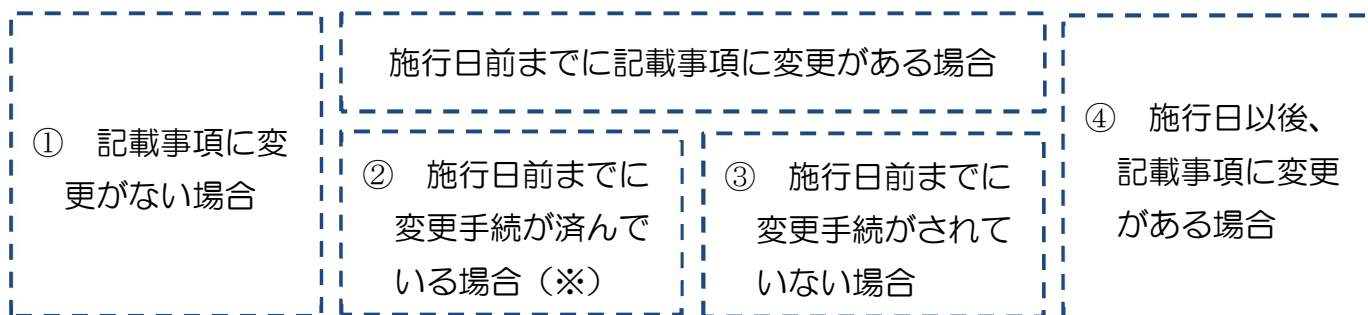 ① 記載事項に変
更がない場合
施行日前までに記載事項に変更がある場合
② 施行日前までに
変更手続が済んで
いる場合（※）
③ 施行日前までに
変更手続がされて
いない場合
④ 施行日以後、
記載事項に変更
がある場合